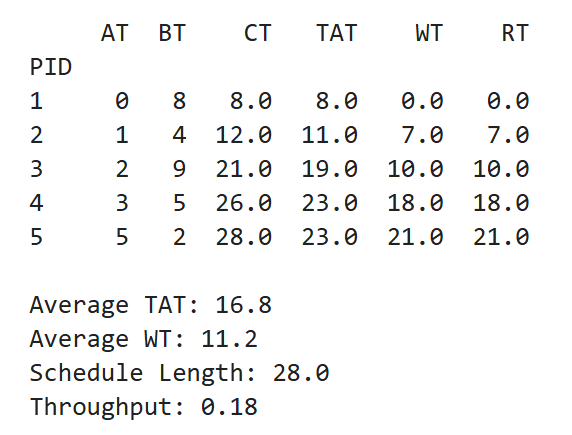 AT BT CT TAT WT RT
PID
1 0 8 8.0 8.0 0.0 0.0
2 1 4 12.0 11.0 7.0 7.0
3 2 9 21.0 19.0 10.0 10.0
4 3 5 26.0 23.0 18.0 18.0
5 5 2 28.0 23.0 21.0 21.0
Average TAT: 16.8
Average WT: 11.2
Schedule Length: 28.0
Throughput: 0.18